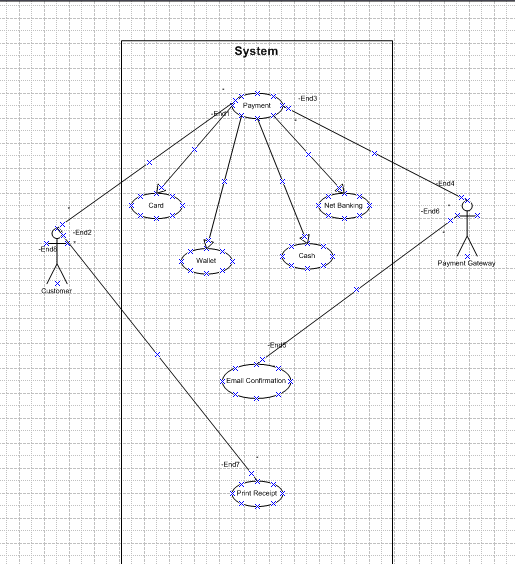 System
-End3
Payment
-End1
-End4
Card
Net Banking
-End6
-End2
-End8
Wallet
Cash
Payment Gateway
Customer
-End5
Email Confirmation
-End7
Print Receipt